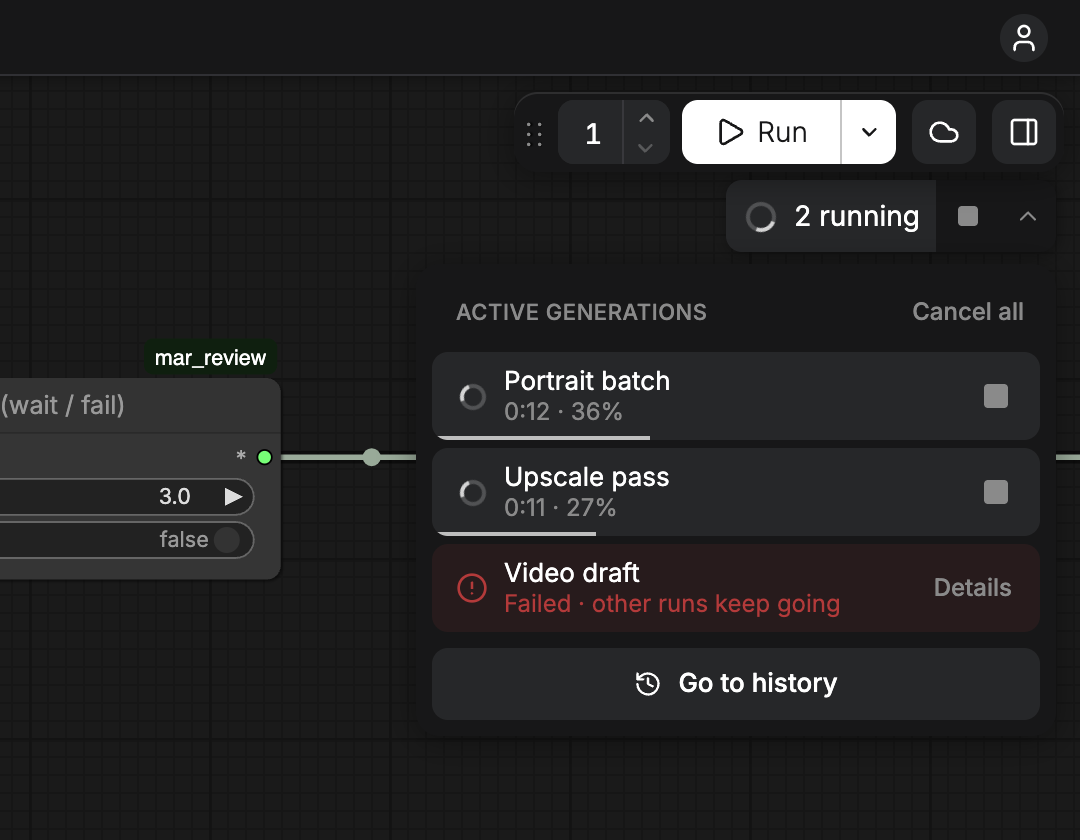 1
Run
2 running
ACTIVE GENERATIONS
Cancel all
mar_review
(wait / fail)
*
3.0
false
Portrait batch
0:12 · 36%
Upscale pass
0:11 · 27%
Video draft
Failed · other runs keep going
Details
Go to history